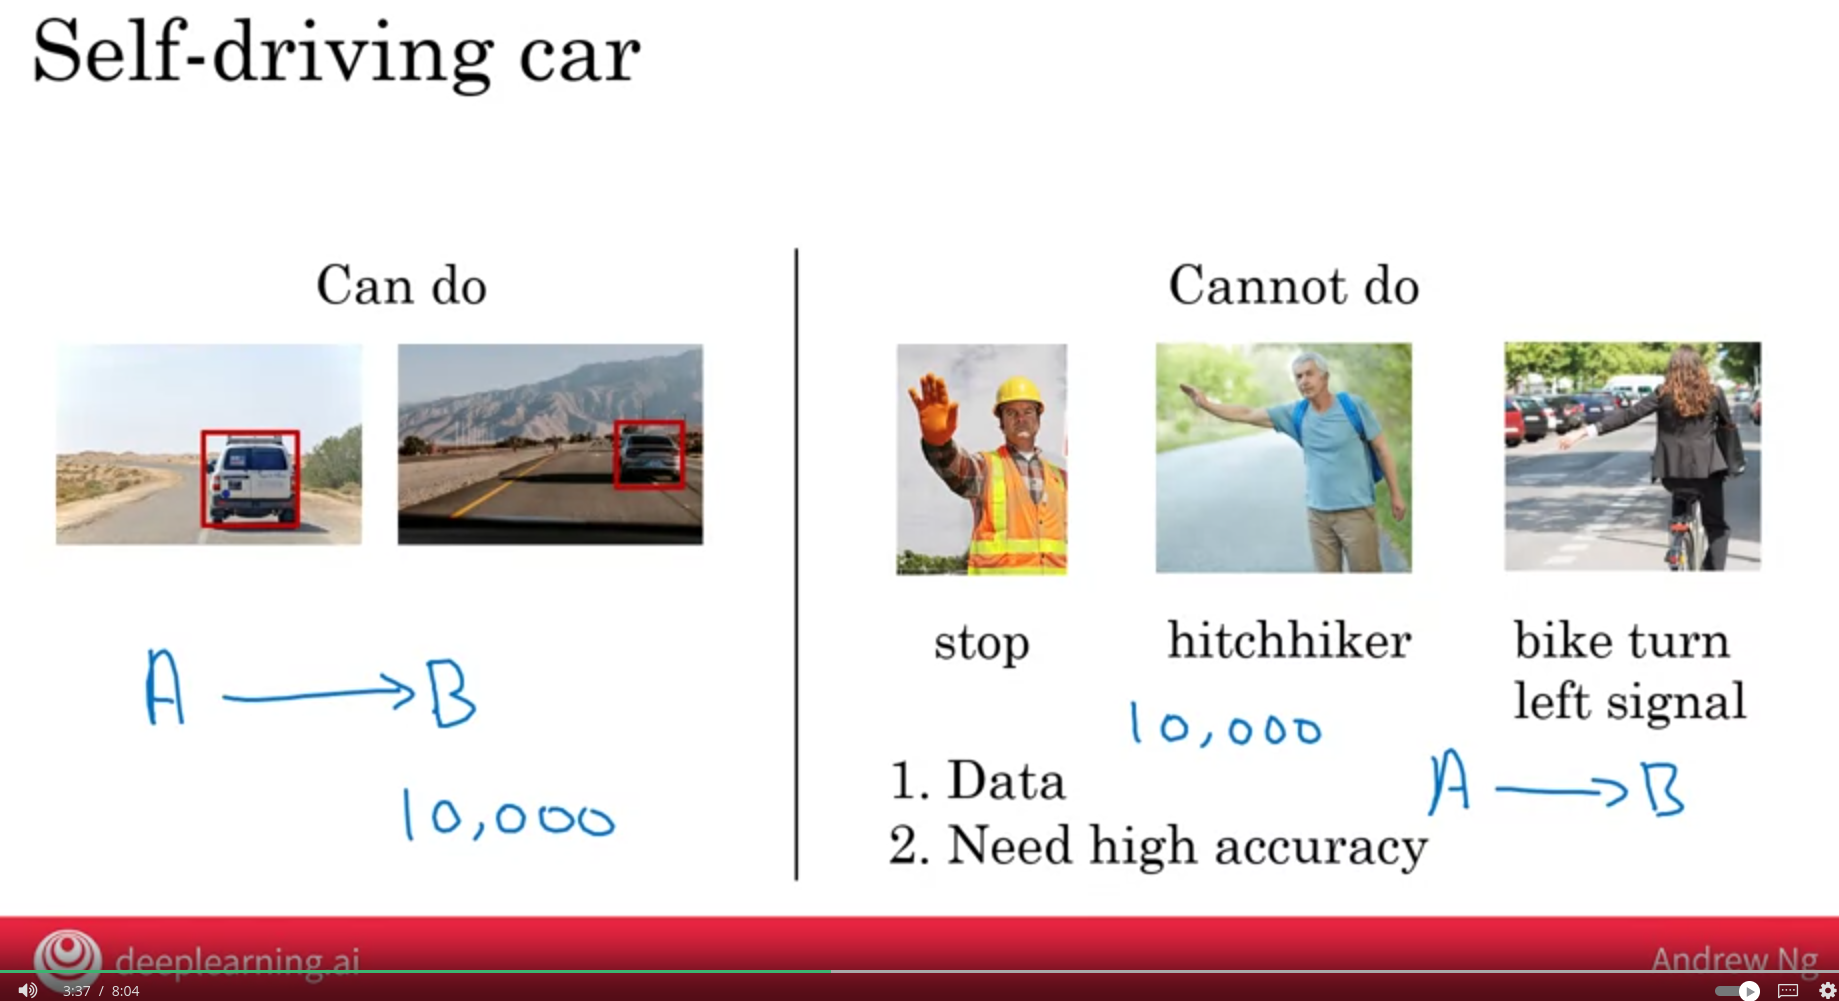 Self-driving car
Can do
Cannot do
stop
hitchhiker
bike turn
left signal
A → B
10,000
10,000
1. Data
A → B
2. Need high accuracy
deeplearning.ai
Andrew Ng
3:37 / 8:04